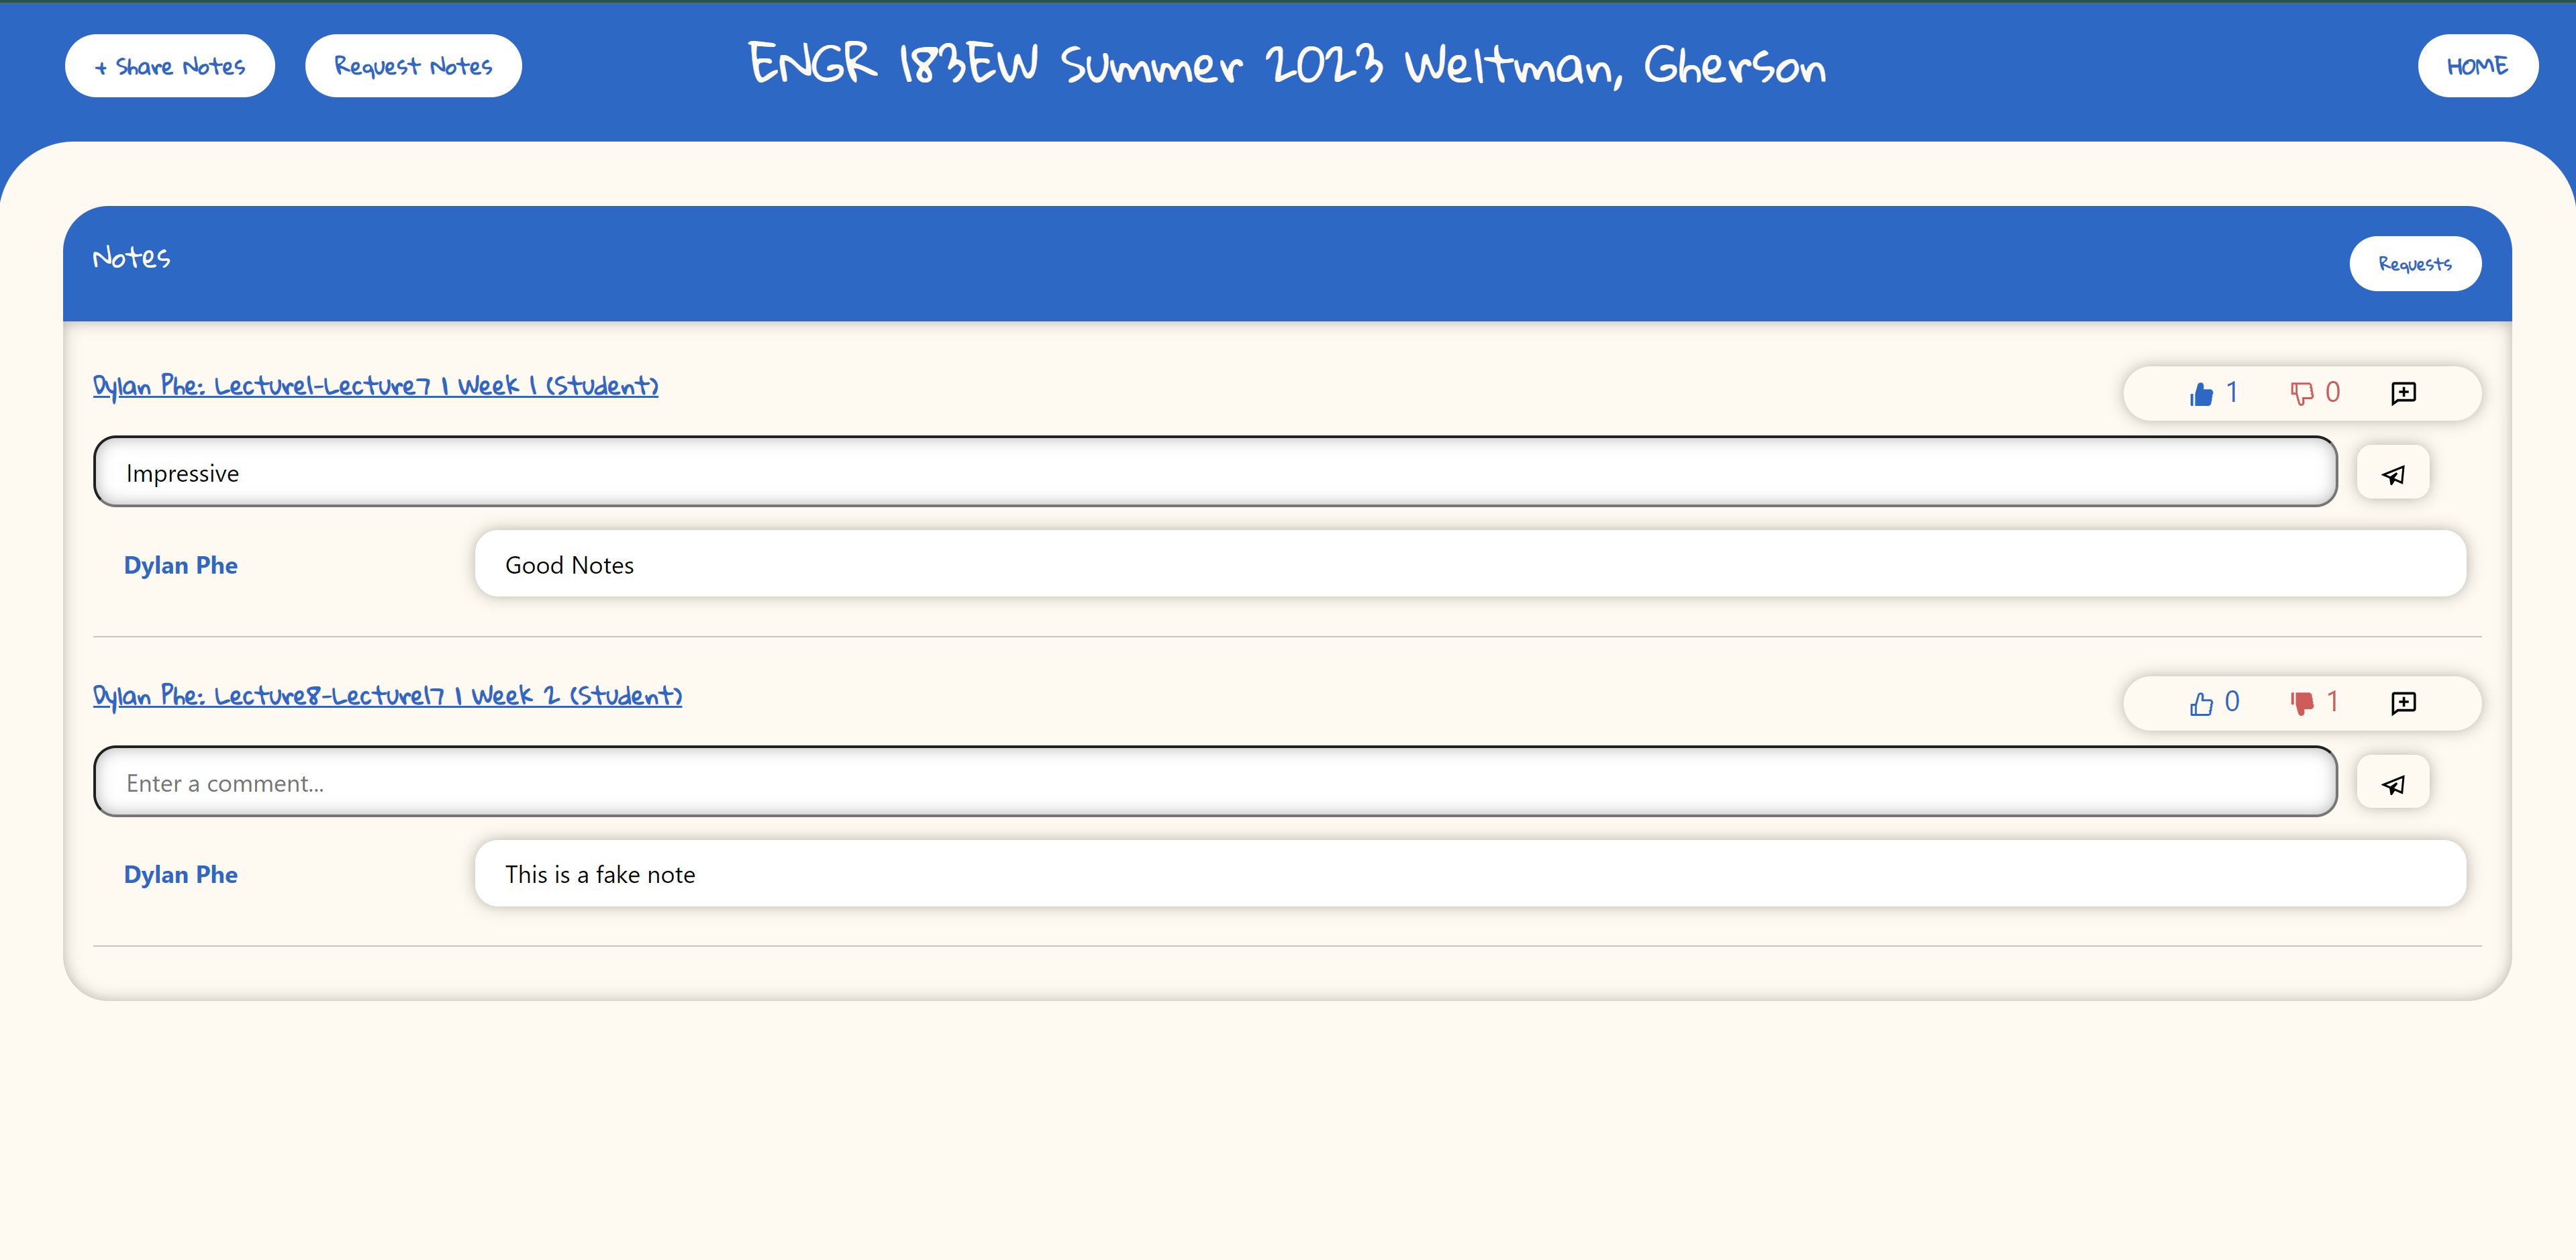 + Share Notes
Request Notes
ENGR 183EW Summer 2023 Weltman, Gherson
HOME
Notes
Requests
Dylan Phe: Lecture1-Lecture7 | Week 1 (Student)
1
0
Impressive
Dylan Phe
Good Notes
Dylan Phe: Lecture8-Lecture17 | Week 2 (Student)
0
1
Enter a comment...
Dylan Phe
This is a fake note